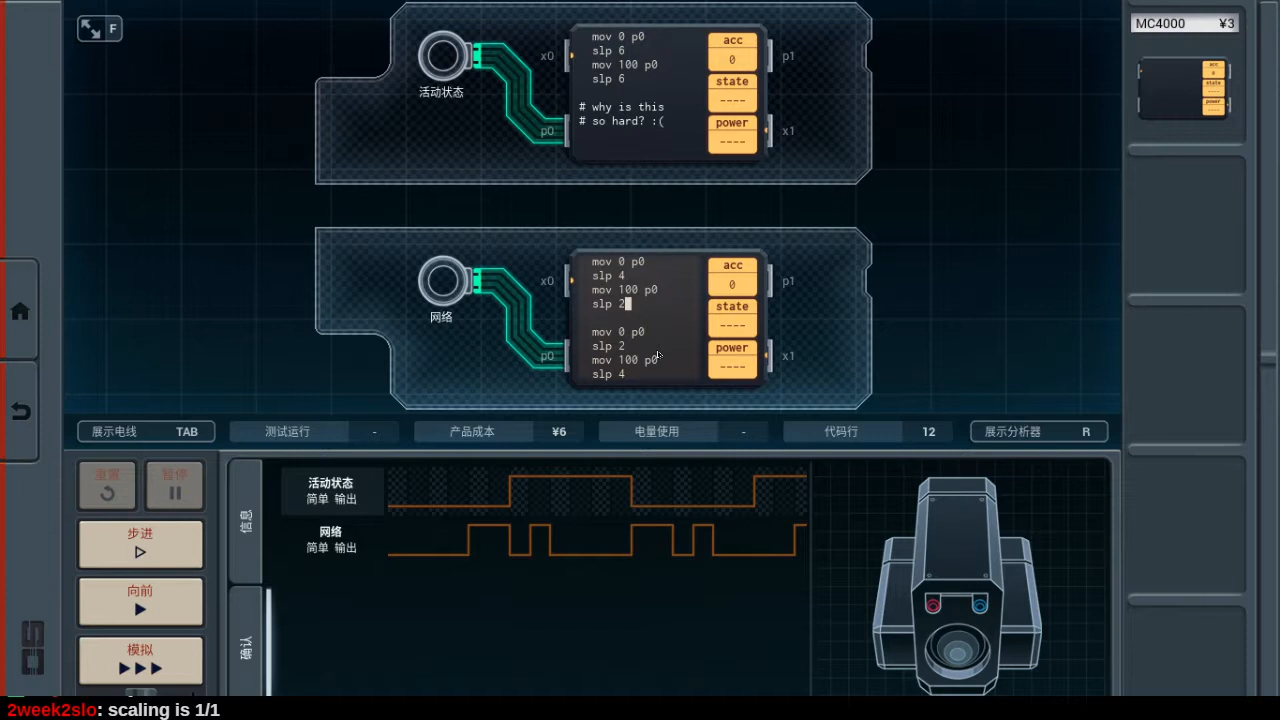 F
MC4000 ¥3
acc
0
state
----
power
----
活动状态
x0
p0
mov 0 p0
slp 6
mov 100 p0
slp 6
# why is this
# so hard? :(
acc
0
state
----
power
----
p1
x1
网络
x0
p0
mov 0 p0
slp 4
mov 100 p0
slp 2
mov 0 p0
slp 2
mov 100 p0
slp 4
acc
0
state
----
power
----
p1
x1
展示电线 TAB
测试运行 -
产品成本 ¥6
电量使用 -
代码行 12
展示分析器 R
重置
暂停
步进
向前
模拟
信息
确认
活动状态
简单 输出
网络
简单 输出
2week2slo: scaling is 1/1